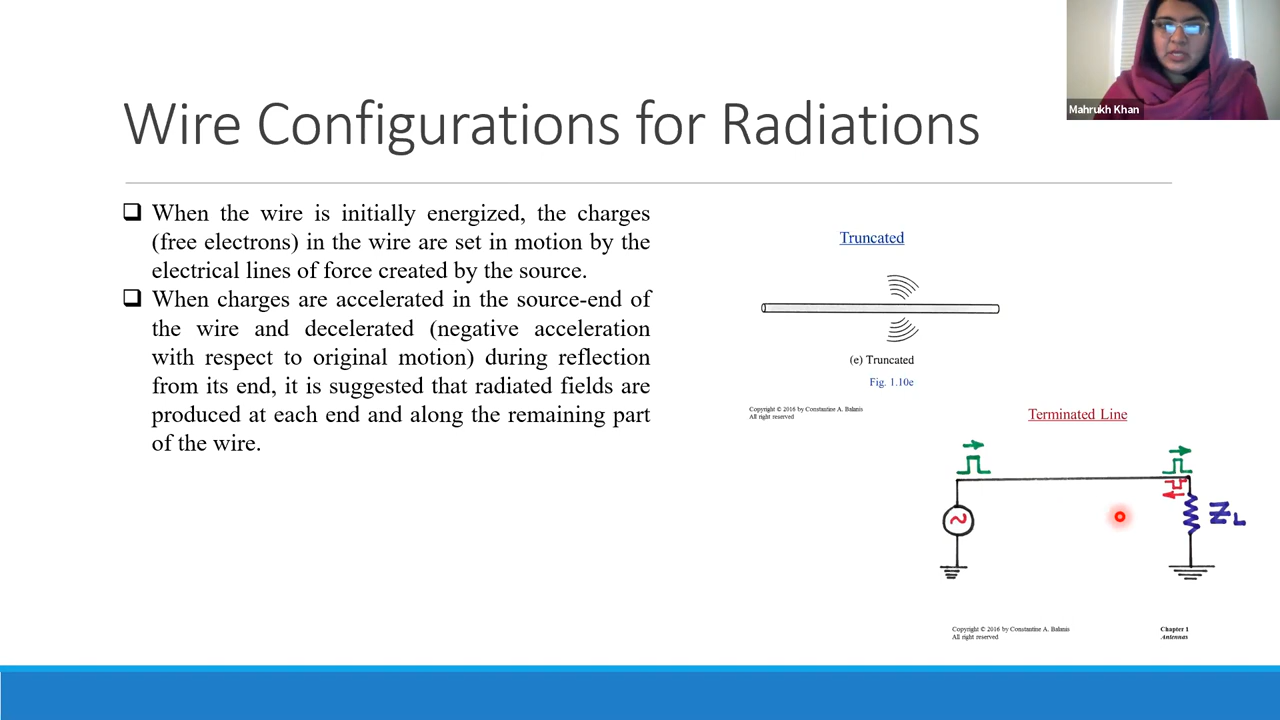 Mahrukh Khan
Wire Configurations for Radiations
When the wire is initially energized, the charges
(free electrons) in the wire are set in motion by the
electrical lines of force created by the source.
When charges are accelerated in the source-end of
the wire and decelerated (negative acceleration
with respect to original motion) during reflection
from its end, it is suggested that radiated fields are
produced at each end and along the remaining part
of the wire.
Truncated
(e) Truncated
Fig. 1.10e
Copyright © 2016 by Constantine A. Balanis
All right reserved
Terminated Line
ZL
Copyright © 2016 by Constantine A. Balanis
All right reserved
Chapter 1
Antennas